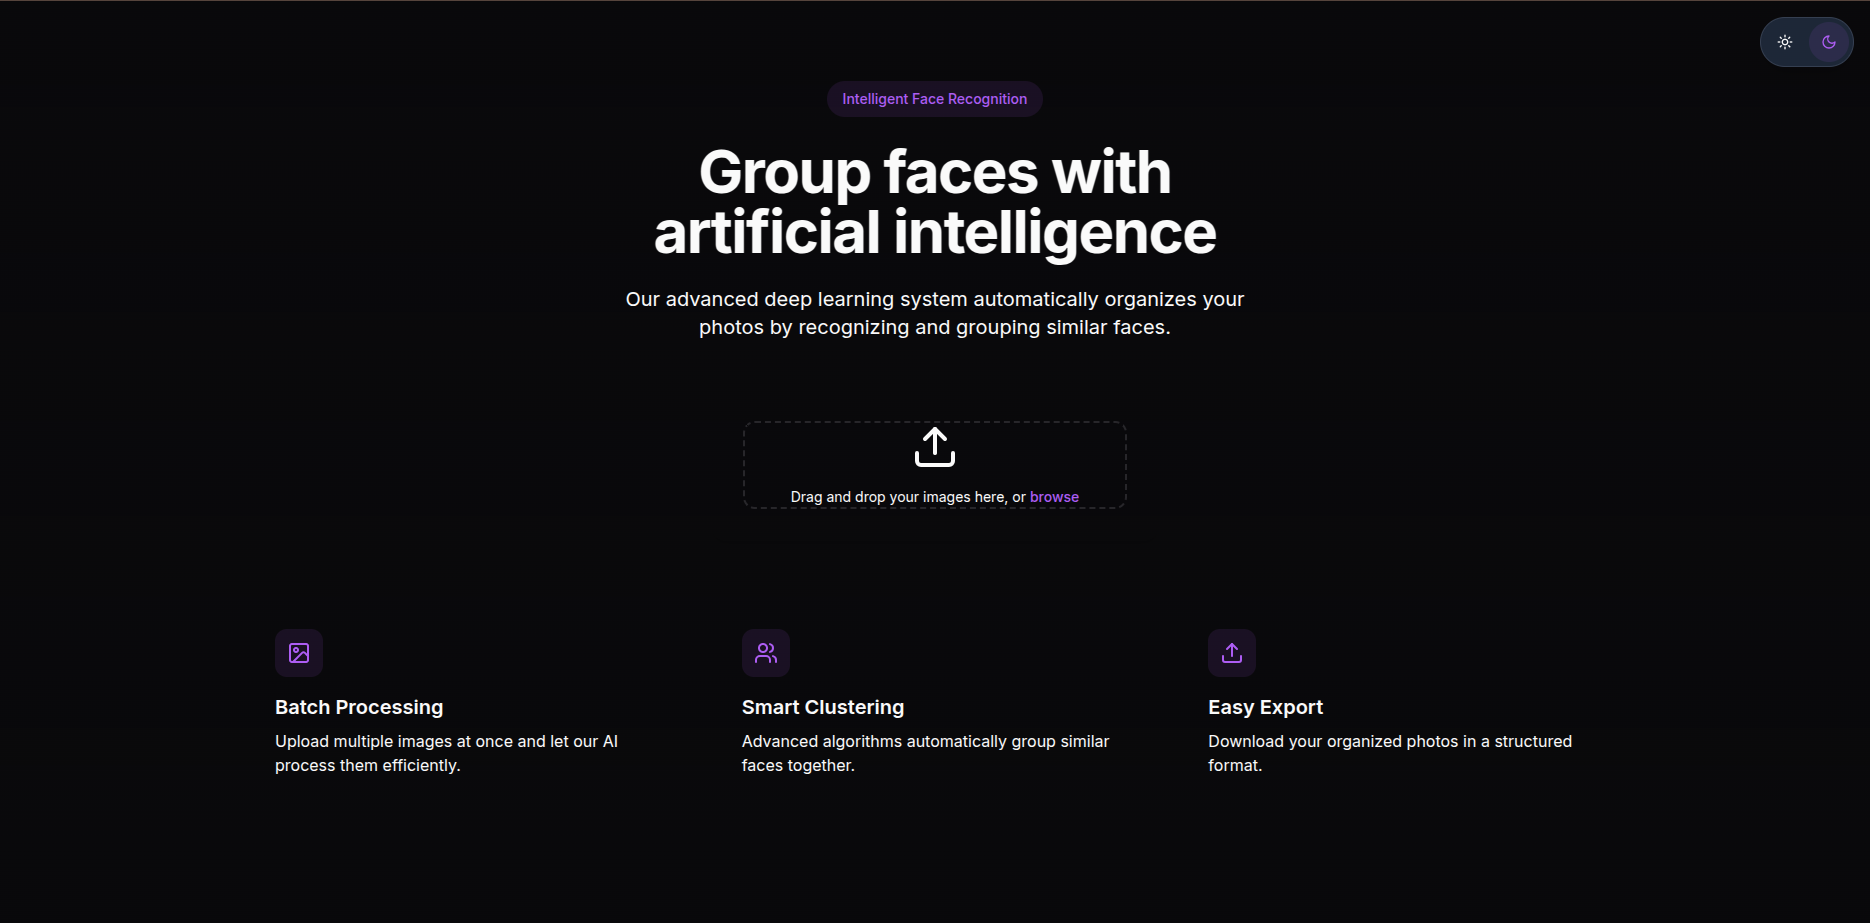 Intelligent Face Recognition
Group faces with
artificial intelligence
Our advanced deep learning system automatically organizes your
photos by recognizing and grouping similar faces.
Drag and drop your images here, or browse
Batch Processing
Upload multiple images at once and let our AI
process them efficiently.
Smart Clustering
Advanced algorithms automatically group similar
faces together.
Easy Export
Download your organized photos in a structured
format.